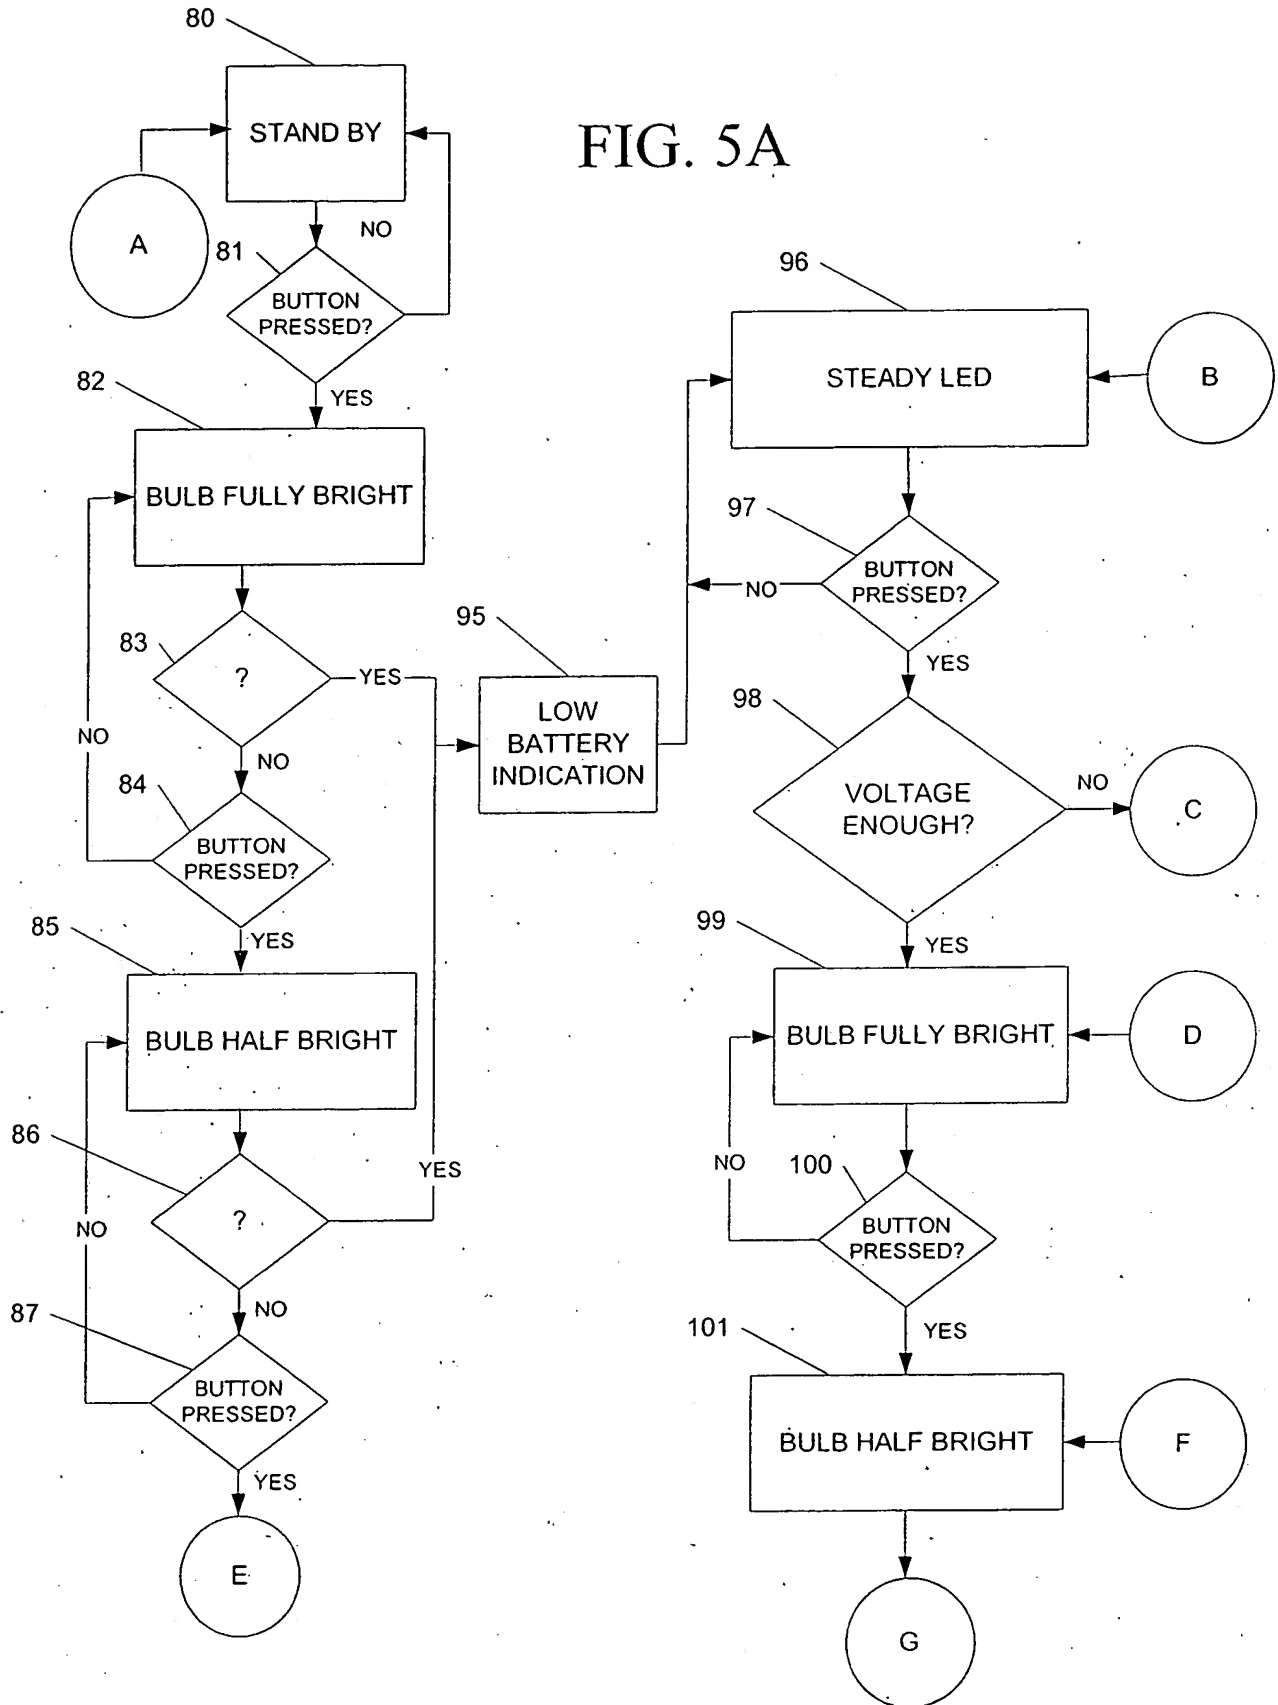 FIG. 5A
80
STAND BY
A
NO
81
BUTTON
PRESSED?
YES
82
BULB FULLY BRIGHT
83
?
YES
NO
NO
84
BUTTON
PRESSED?
YES
85
BULB HALF BRIGHT
86
?
YES
NO
NO
87
BUTTON
PRESSED?
YES
E
95
LOW
BATTERY
INDICATION
96
STEADY LED
B
97
BUTTON
PRESSED?
NO
YES
98
VOLTAGE
ENOUGH?
NO
C
YES
99
BULB FULLY BRIGHT
D
NO
100
BUTTON
PRESSED?
YES
101
BULB HALF BRIGHT
F
G